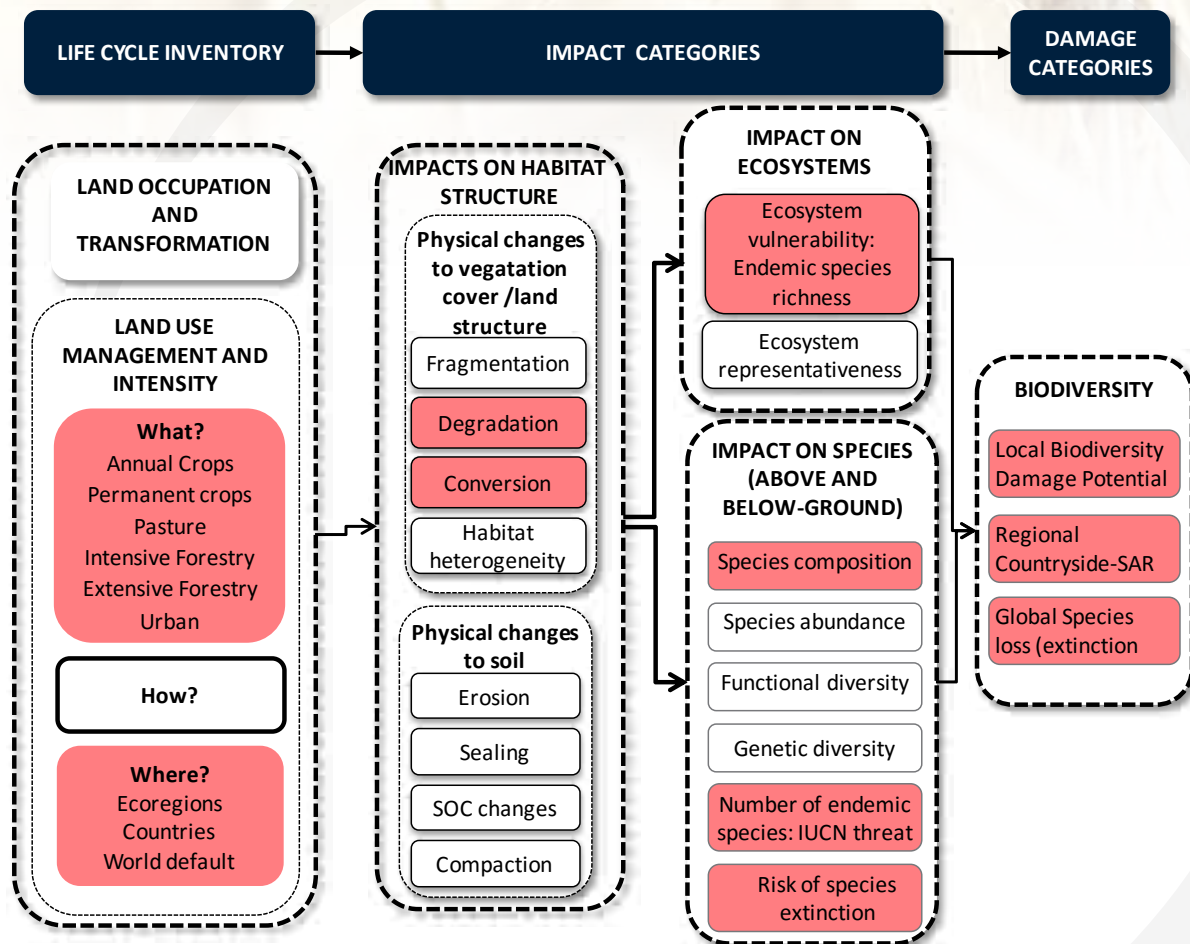 LIFE CYCLE INVENTORY
IMPACT CATEGORIES
DAMAGE
CATEGORIES
LAND OCCUPATION
AND
TRANSFORMATION
LAND USE
MANAGEMENT AND
INTENSITY
What?
Annual Crops
Permanent crops
Pasture
Intensive Forestry
Extensive Forestry
Urban
How?
Where?
Ecoregions
Countries
World default
IMPACTS ON HABITAT
STRUCTURE
Physical changes
to vegatation
cover /land
structure
Fragmentation
Degradation
Conversion
Habitat
heterogeneity
Physical changes
to soil
Erosion
Sealing
SOC changes
Compaction
IMPACT ON
ECOSYSTEMS
Ecosystem
vulnerability:
Endemic species
richness
Ecosystem
representativeness
IMPACT ON SPECIES
(ABOVE AND
BELOW-GROUND)
Species composition
Species abundance
Functional diversity
Genetic diversity
Number of endemic
species: IUCN threat
Risk of species
extinction
BIODIVERSITY
Local Biodiversity
Damage Potential
Regional
Countryside-SAR
Global Species
loss (extinction